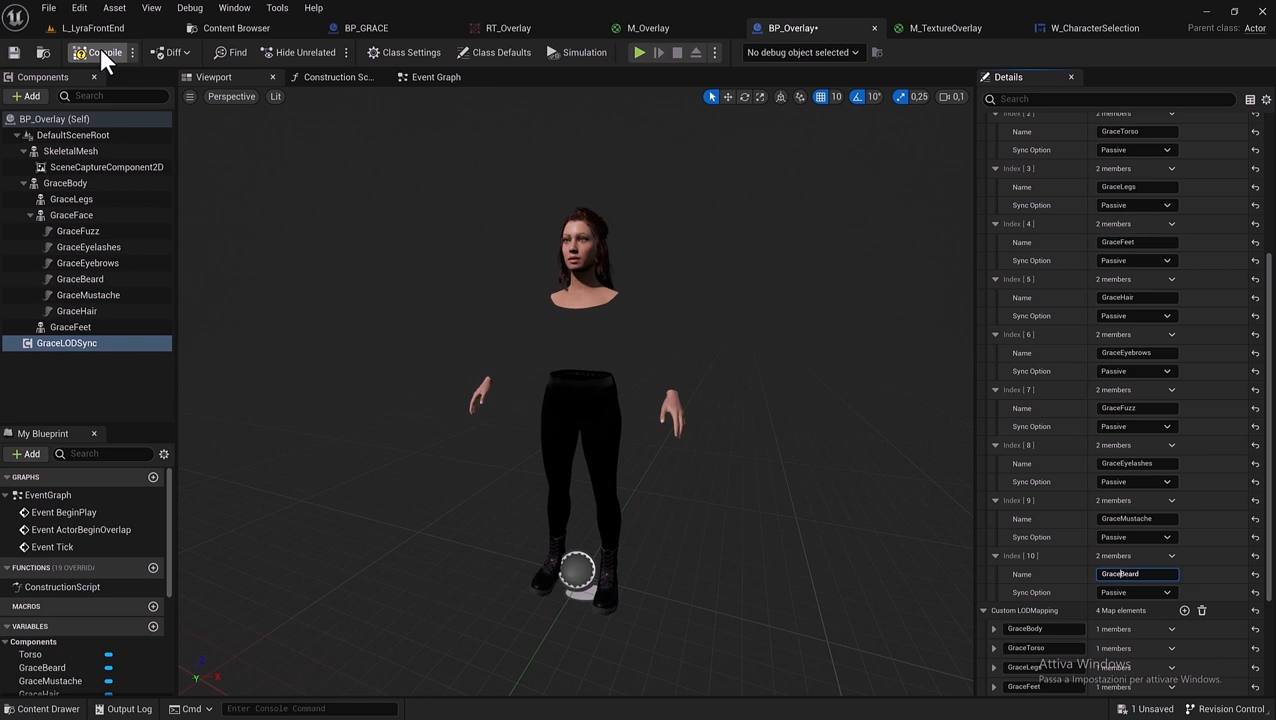 File Edit Asset View Debug Window Tools Help
L_LyraFrontEnd Content Browser BP_GRACE RT_Overlay M_Overlay BP_Overlay* M_TextureOverlay W_CharacterSelection Parent class: Actor
Compile Diff Find Hide Unrelated Class Settings Class Defaults Simulation No debug object selected
Components Viewport Construction Sc... Event Graph Details
Add Search Perspective Lit 10 10° 0,25 0,1 Search
BP_Overlay (Self)
DefaultSceneRoot
SkeletalMesh
SceneCaptureComponent2D
GraceBody
GraceLegs
GraceFace
GraceFuzz
GraceEyelashes
GraceEyebrows
GraceBeard
GraceMustache
GraceHair
GraceFeet
GraceLODSync
My Blueprint
Add Search
GRAPHS
EventGraph
Event BeginPlay
Event ActorBeginOverlap
Event Tick
FUNCTIONS (19 OVERRID
ConstructionScript
MACROS
VARIABLES
Components
Torso
GraceBeard
GraceMustache
GraceHair
Index [ 2 ] 2 members
Name GraceTorso
Sync Option Passive
Index [ 3 ] 2 members
Name GraceLegs
Sync Option Passive
Index [ 4 ] 2 members
Name GraceFeet
Sync Option Passive
Index [ 5 ] 2 members
Name GraceHair
Sync Option Passive
Index [ 6 ] 2 members
Name GraceEyebrows
Sync Option Passive
Index [ 7 ] 2 members
Name GraceFuzz
Sync Option Passive
Index [ 8 ] 2 members
Name GraceEyelashes
Sync Option Passive
Index [ 9 ] 2 members
Name GraceMustache
Sync Option Passive
Index [ 10 ] 2 members
Name GraceBeard
Sync Option Passive
Custom LODMapping 4 Map elements
GraceBody 1 members
GraceTorso 1 members
GraceLegs 1 members
GraceFeet 1 members
Attiva Windows
Passa a Impostazioni per attivare Windows.
Z
Y X
Content Drawer Output Log Cmd Enter Console Command 1 Unsaved Revision Control